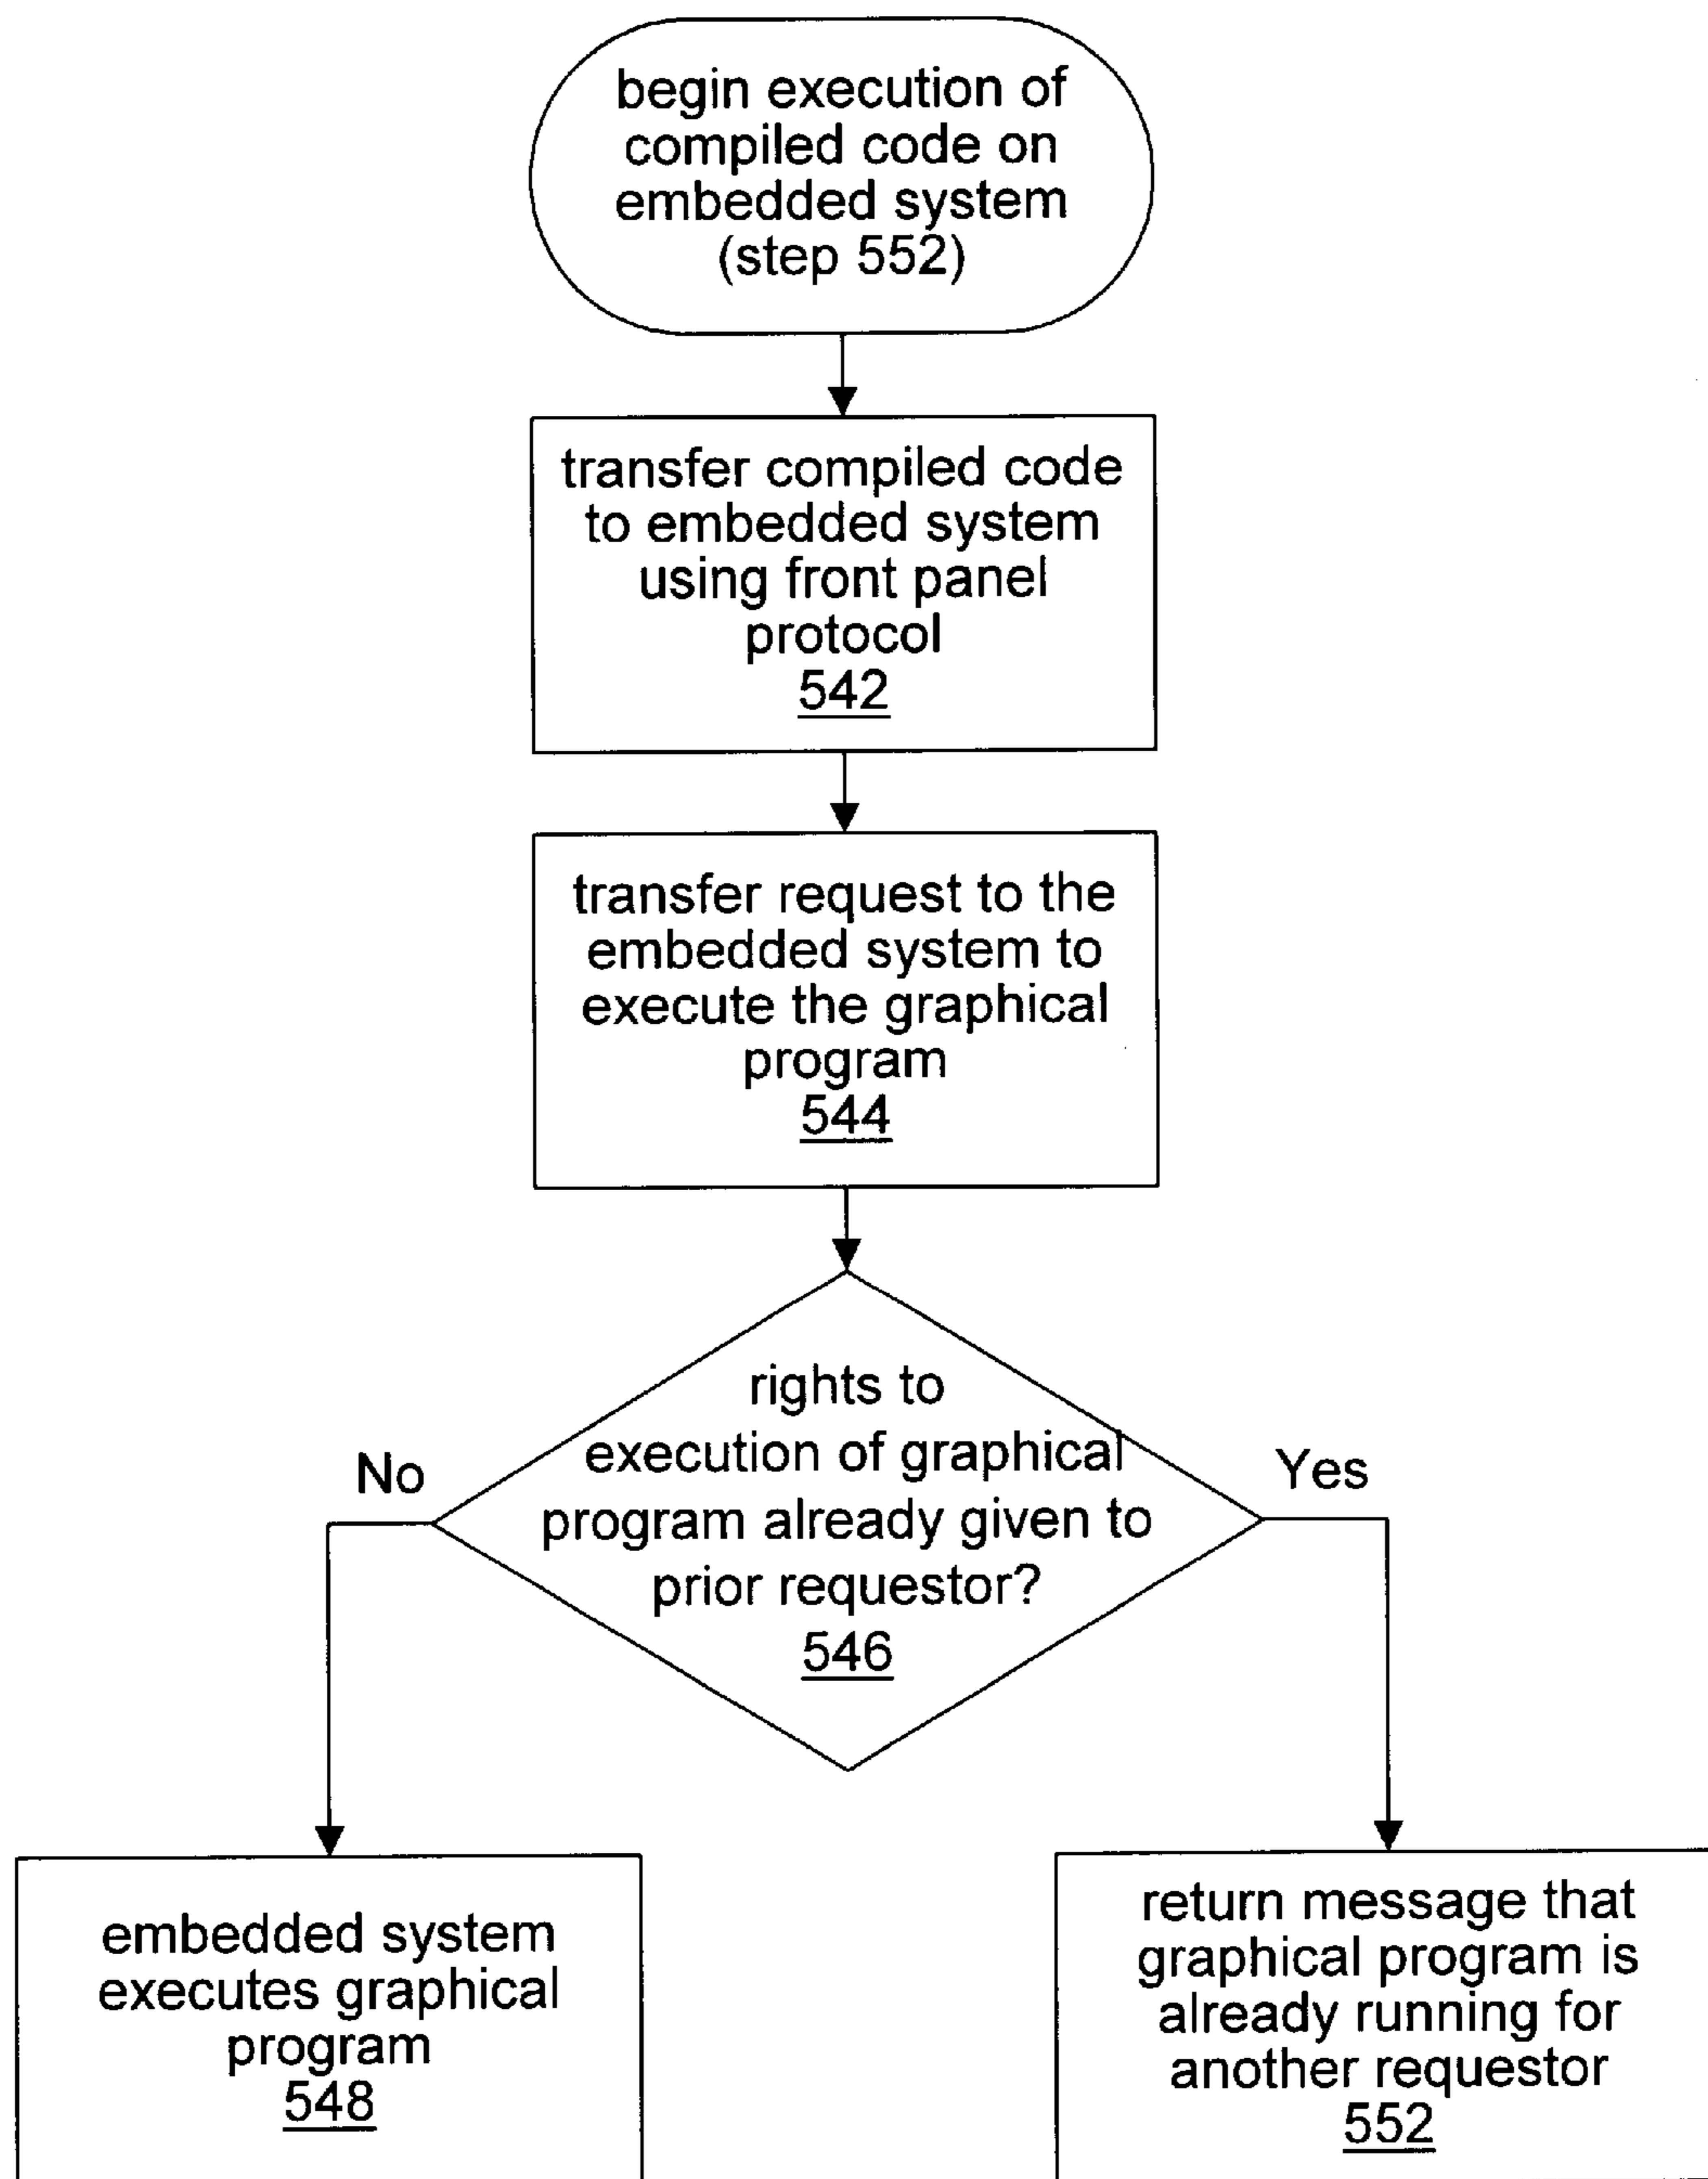 begin execution of
compiled code on
embedded system
(step 552)
transfer compiled code
to embedded system
using front panel
protocol
542
transfer request to the
embedded system to
execute the graphical
program
544
rights to
execution of graphical
program already given to
prior requestor?
546
No
Yes
embedded system
executes graphical
program
548
return message that
graphical program is
already running for
another requestor
552